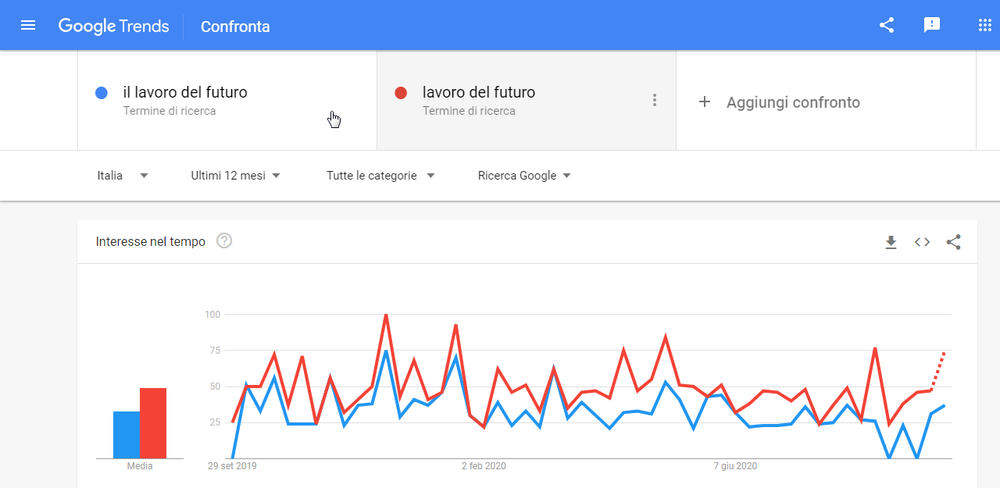 Google Trends
Confronta
il lavoro del futuro
Termine di ricerca
lavoro del futuro
Termine di ricerca
+ Aggiungi confronto
Italia
Ultimi 12 mesi
Tutte le categorie
Ricerca Google
Interesse nel tempo
100
75
50
25
Media
29 set 2019
2 feb 2020
7 giu 2020